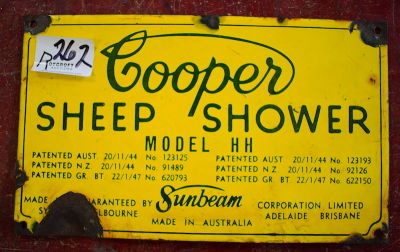 262
Cooper
SHEEP SHOWER
MODEL HH
PATENTED AUST. 20/11/44 No. 123125 PATENTED AUST. 20/11/44 No. 123193
PATENTED N.Z. 20/11/44 No. 91489 PATENTED N.Z. 20/11/44 No. 92126
PATENTED GR. BT. 22/1/47 No. 620793 PATENTED GR. BT. 22/1/47 No. 622150
MADE GUARANTEED BY Sunbeam CORPORATION LIMITED
SY LBOURNE ADELAIDE BRISBANE
MADE IN AUSTRALIA